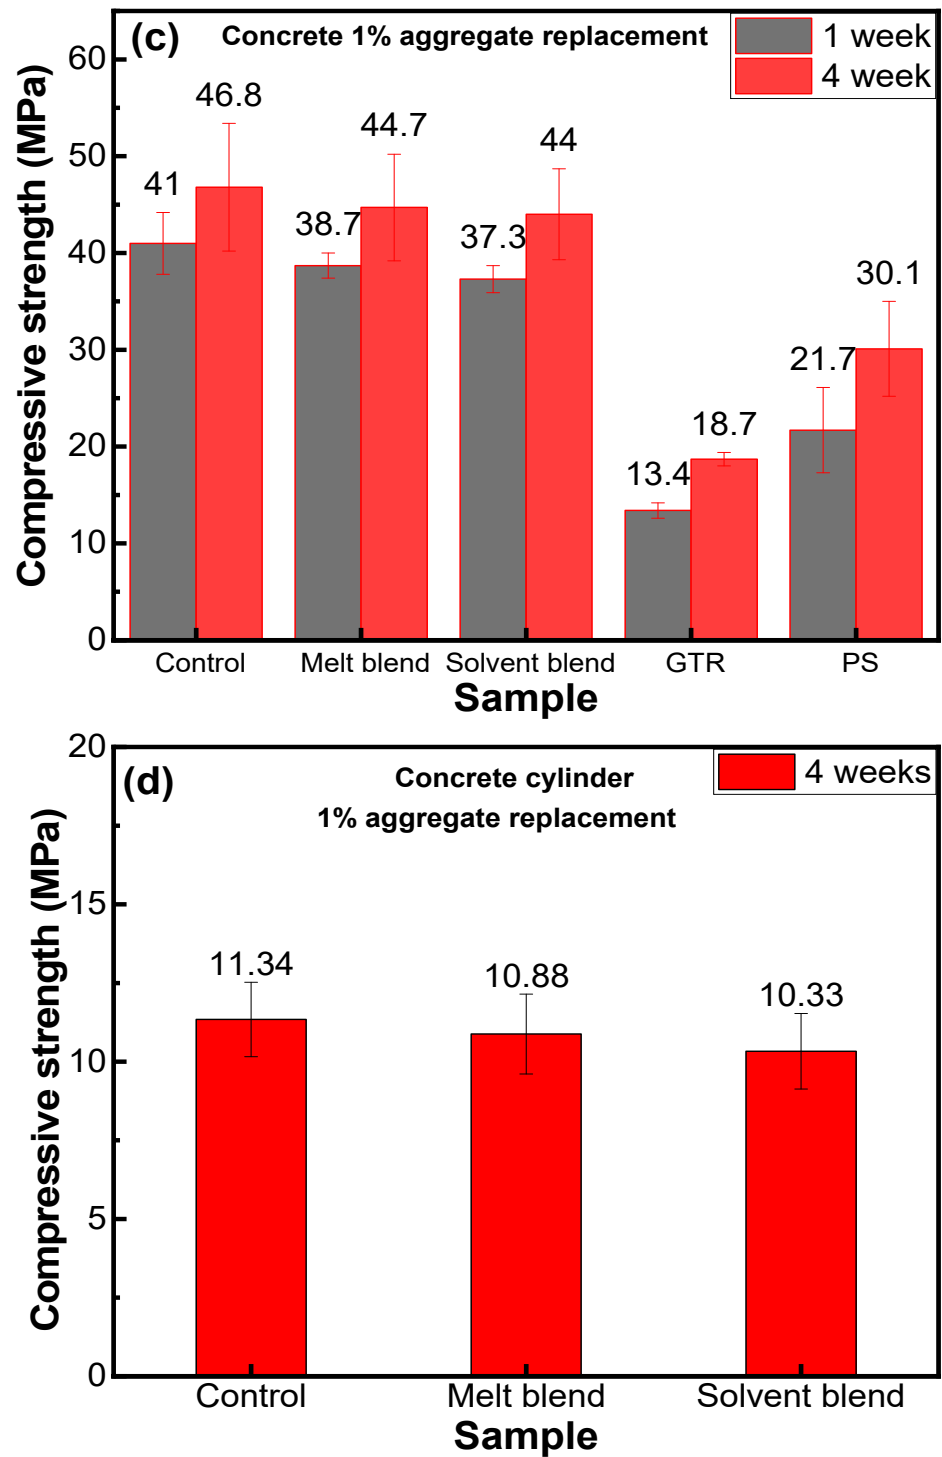 (c)
Concrete 1% aggregate replacement
1 week
4 week
Compressive strength (MPa)
60
50
40
30
20
10
0
41
46.8
38.7
44.7
37.3
44
13.4
18.7
21.7
30.1
Control
Melt blend
Solvent blend
GTR
PS
Sample
(d)
Concrete cylinder
1% aggregate replacement
4 weeks
Compressive strength (MPa)
20
15
10
5
0
11.34
10.88
10.33
Control
Melt blend
Solvent blend
Sample